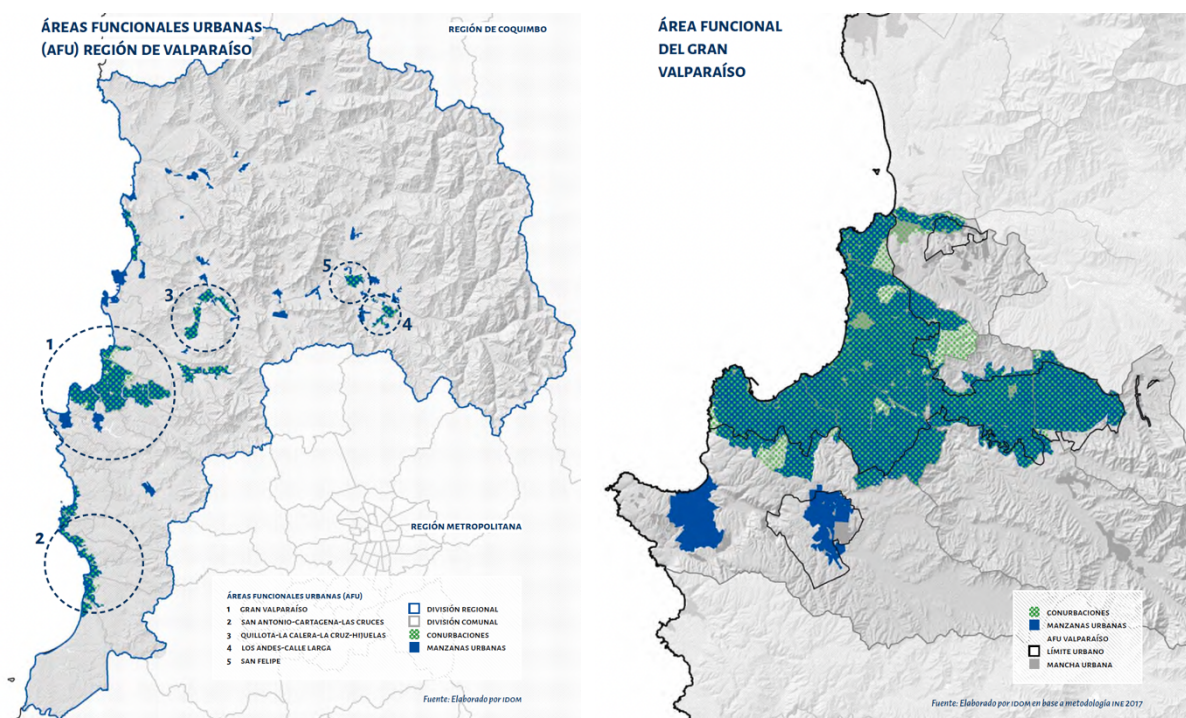 ÁREAS FUNCIONALES URBANAS
(AFU) REGIÓN DE VALPARAÍSO
REGIÓN DE COQUIMBO
5
3
4
1
2
REGIÓN METROPOLITANA
ÁREAS FUNCIONALES URBANAS (AFU)
1 GRAN VALPARAÍSO
2 SAN ANTONIO-CARTAGENA-LAS CRUCES
3 QUILLOTA-LA CALERA-LA CRUZ-HIJUELAS
4 LOS ANDES-CALLE LARGA
5 SAN FELIPE
DIVISIÓN REGIONAL
DIVISIÓN COMUNAL
CONURBACIONES
MANZANAS URBANAS
Fuente: Elaborado por IDOM
ÁREA FUNCIONAL
DEL GRAN
VALPARAÍSO
CONURBACIONES
MANZANAS URBANAS
AFU VALPARAÍSO
LÍMITE URBANO
MANCHA URBANA
Fuente: Elaborado por IDOM en base a metodología INE 2017